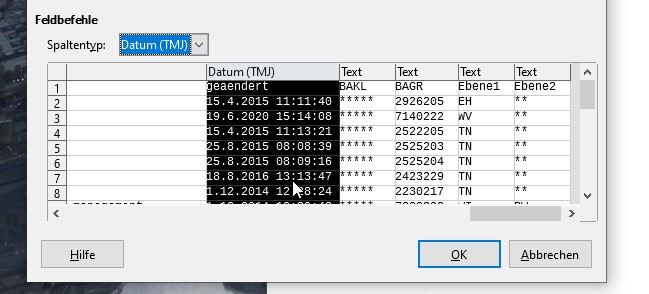 Feldbefehle
Spaltentyp: Datum (TMJ)
Datum (TMJ) Text Text Text Text
1 geaendert BAKL BAGR Ebene1 Ebene2
2 15.4.2015 11:11:40 ***** 2926205 EH **
3 19.6.2020 15:14:08 ***** 7140222 WV **
4 15.4.2015 11:13:21 ***** 2522205 TN **
5 25.8.2015 08:08:39 ***** 2525203 TN **
6 25.8.2015 08:09:16 ***** 2525204 TN **
7 18.8.2016 13:13:47 ***** 2423229 TN **
8 1.12.2014 12 38:24 ***** 2230217 TN **
Hilfe OK Abbrechen